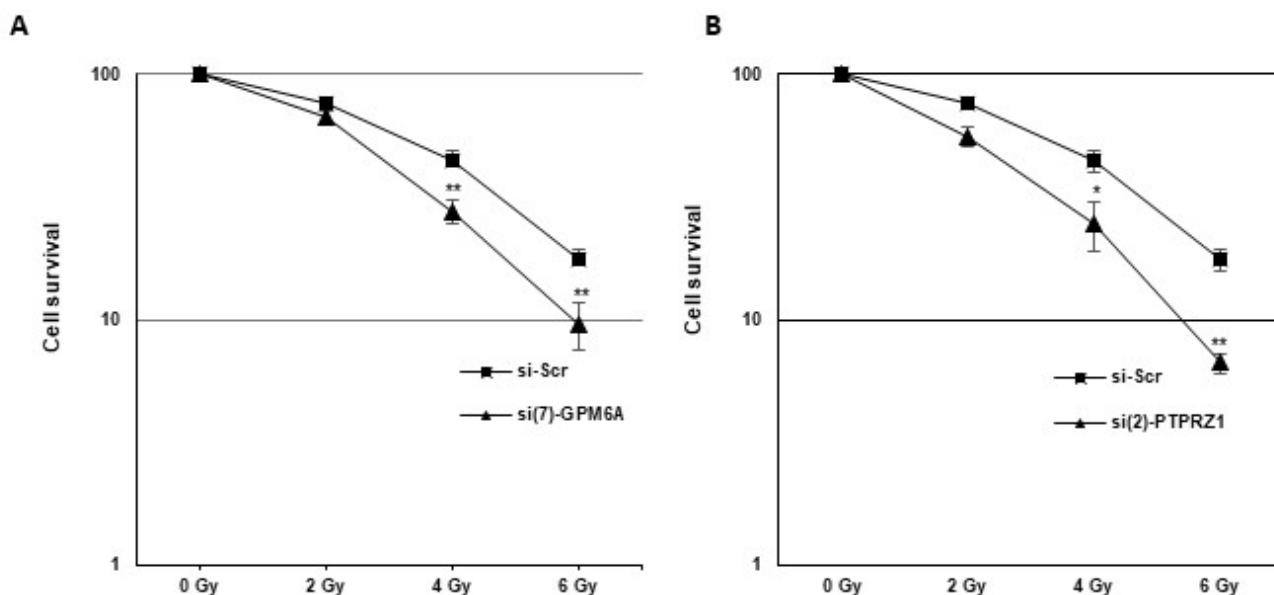 A
100
Cell survival
10
1
**
**
si-Scr
si(7)-GPM6A
0 Gy
2 Gy
4 Gy
6 Gy
B
100
Cell survival
10
1
*
**
si-Scr
si(2)-PTPRZ1
0 Gy
2 Gy
4 Gy
6 Gy